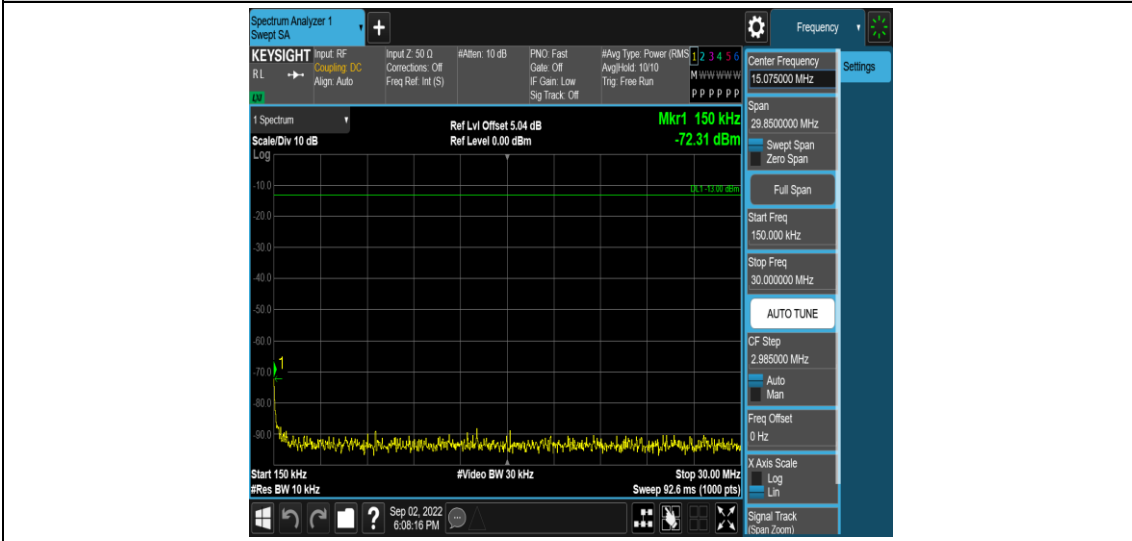 Spectrum Analyzer 1
Swept SA
Frequency
KEYSIGHT
R L
Input: RF
Coupling: DC
Align: Auto
Input Z: 50 Ω
Corrections: Off
Freq Ref: Int (S)
#Atten: 10 dB
PNO: Fast
Gate: Off
IF Gain: Low
Sig Track: Off
#Avg Type: Power (RMS
Avg|Hold: 10/10
Trig: Free Run
1 2 3 4 5 6
M W W W W W
P P P P P P
1 Spectrum
Scale/Div 10 dB
Log
Ref Lvl Offset 5.04 dB
Ref Level 0.00 dBm
Mkr1 150 kHz
-72.31 dBm
DL1 -13.00 dBm
-10.0
-20.0
-30.0
-40.0
-50.0
-60.0
1
-70.0
-80.0
-90.0
Start 150 kHz
#Res BW 10 kHz
#Video BW 30 kHz
Stop 30.00 MHz
Sweep 92.6 ms (1000 pts)
Sep 02, 2022
6:08:16 PM
Center Frequency
15.075000 MHz
Settings
Span
29.8500000 MHz
Swept Span
Zero Span
Full Span
Start Freq
150.000 kHz
Stop Freq
30.000000 MHz
AUTO TUNE
CF Step
2.985000 MHz
Auto
Man
Freq Offset
0 Hz
X Axis Scale
Log
Lin
Signal Track
(Span Zoom)